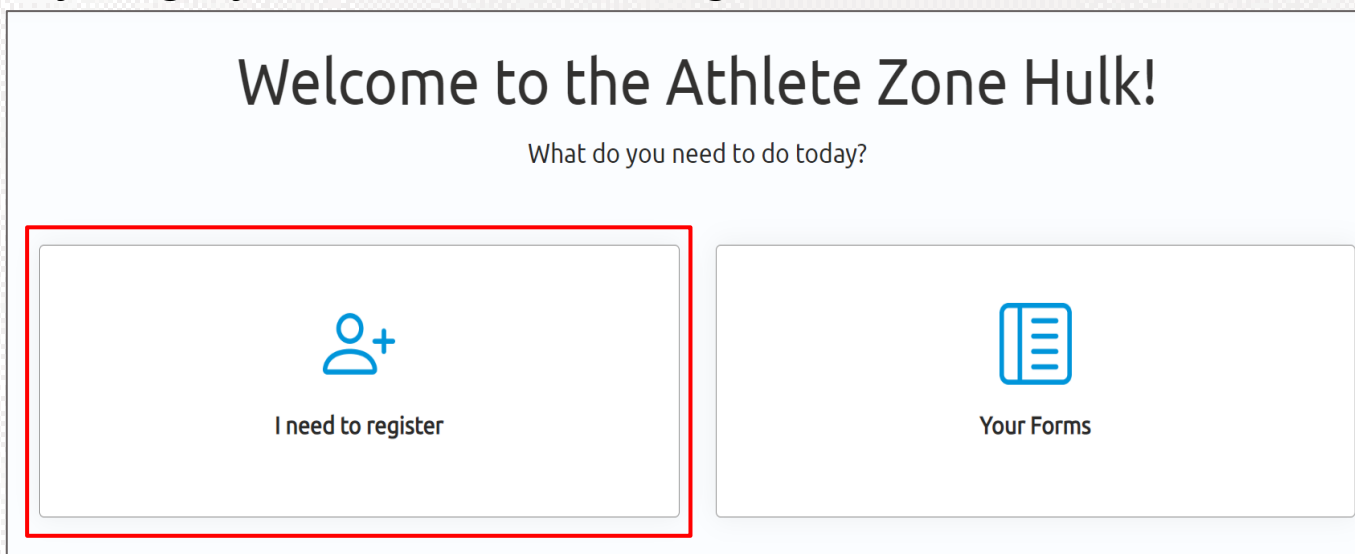 Welcome to the Athlete Zone Hulk!
What do you need to do today?
I need to register
Your Forms